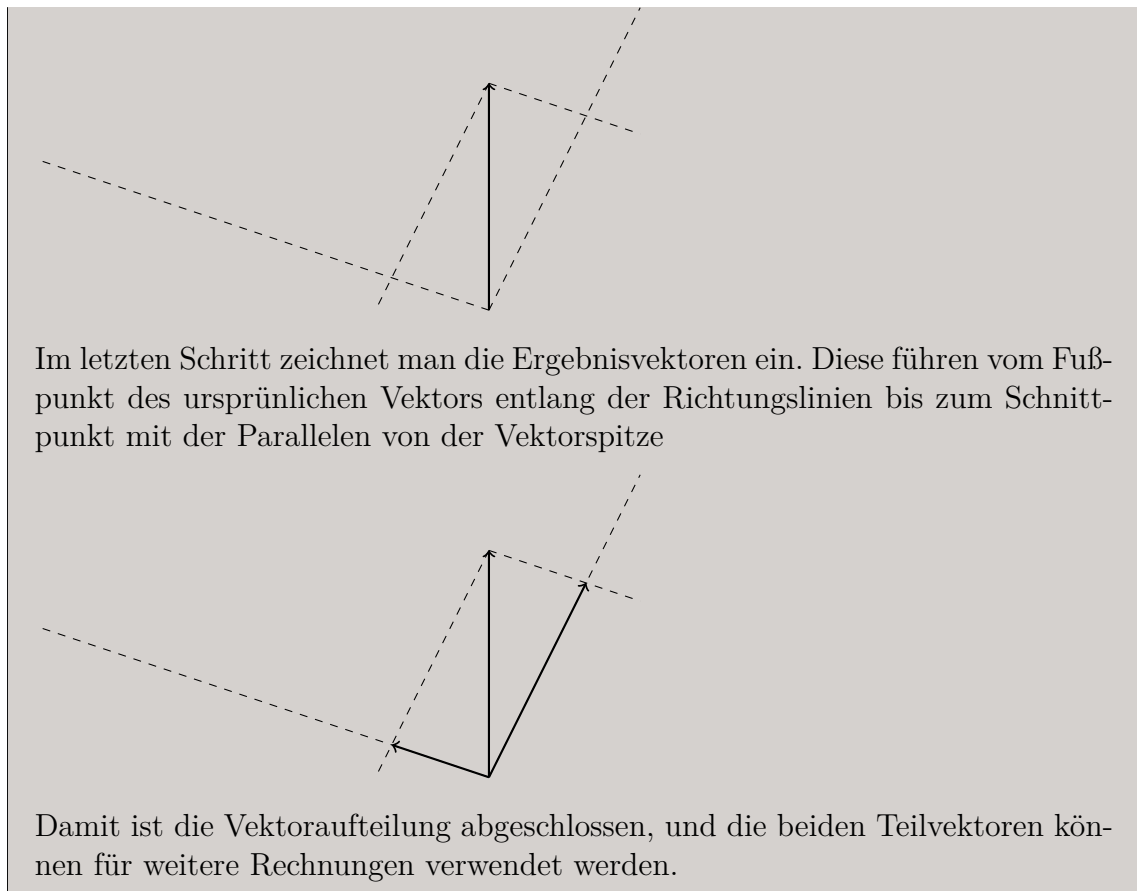 Im letzten Schritt zeichnet man die Ergebnisvektoren ein. Diese führen vom Fuß-
punkt des ursprünlichen Vektors entlang der Richtungslinien bis zum Schnitt-
punkt mit der Parallelen von der Vektorspitze
Damit ist die Vektoraufteilung abgeschlossen, und die beiden Teilvektoren kön-
nen für weitere Rechnungen verwendet werden.